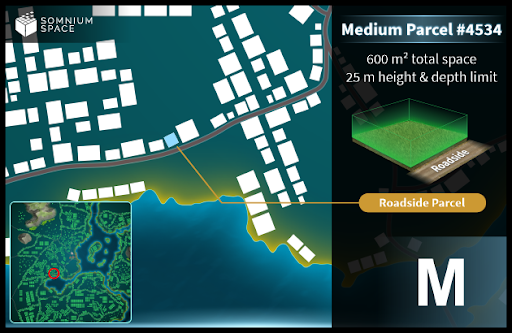 SOMNIUM
SPACE
Medium Parcel #4534
600 m² total space
25 m height & depth limit
Roadside
Roadside Parcel
M